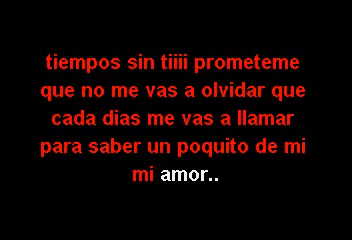 tiempos sin tiiii prometeme
que no me vas a olvidar que
cada dias me vas a llamar
para saber un poquito de mi
mi amor..